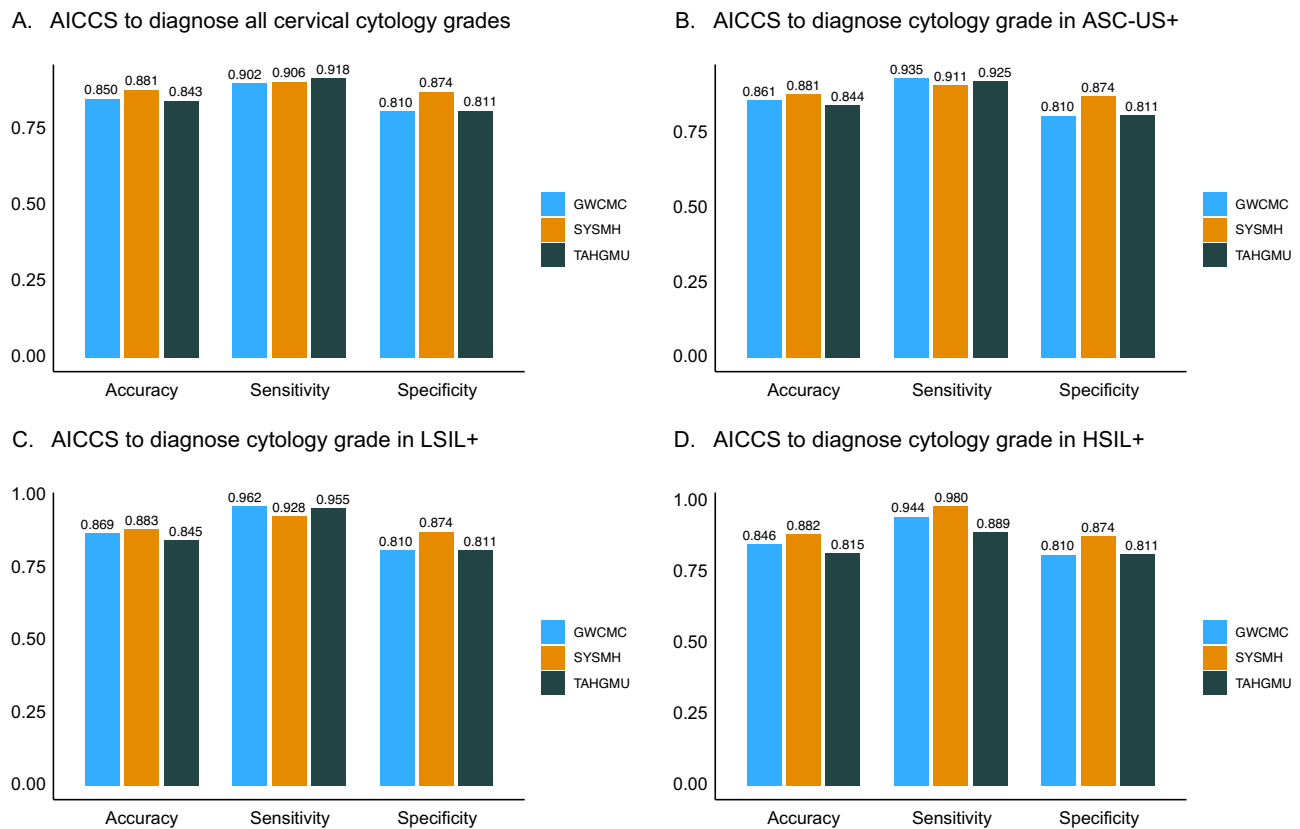 A. AICCS to diagnose all cervical cytology grades
0.850 0.881 0.843 0.902 0.906 0.918 0.810 0.874 0.811
0.75
0.50
0.25
0.00
Accuracy Sensitivity Specificity
GWCMC
SYSMH
TAHGMU
B. AICCS to diagnose cytology grade in ASC-US+
0.861 0.881 0.844 0.935 0.911 0.925 0.810 0.874 0.811
0.75
0.50
0.25
0.00
Accuracy Sensitivity Specificity
GWCMC
SYSMH
TAHGMU
C. AICCS to diagnose cytology grade in LSIL+
1.00
0.869 0.883 0.845 0.962 0.928 0.955 0.810 0.874 0.811
0.75
0.50
0.25
0.00
Accuracy Sensitivity Specificity
GWCMC
SYSMH
TAHGMU
D. AICCS to diagnose cytology grade in HSIL+
1.00
0.846 0.882 0.815 0.944 0.980 0.889 0.810 0.874 0.811
0.75
0.50
0.25
0.00
Accuracy Sensitivity Specificity
GWCMC
SYSMH
TAHGMU